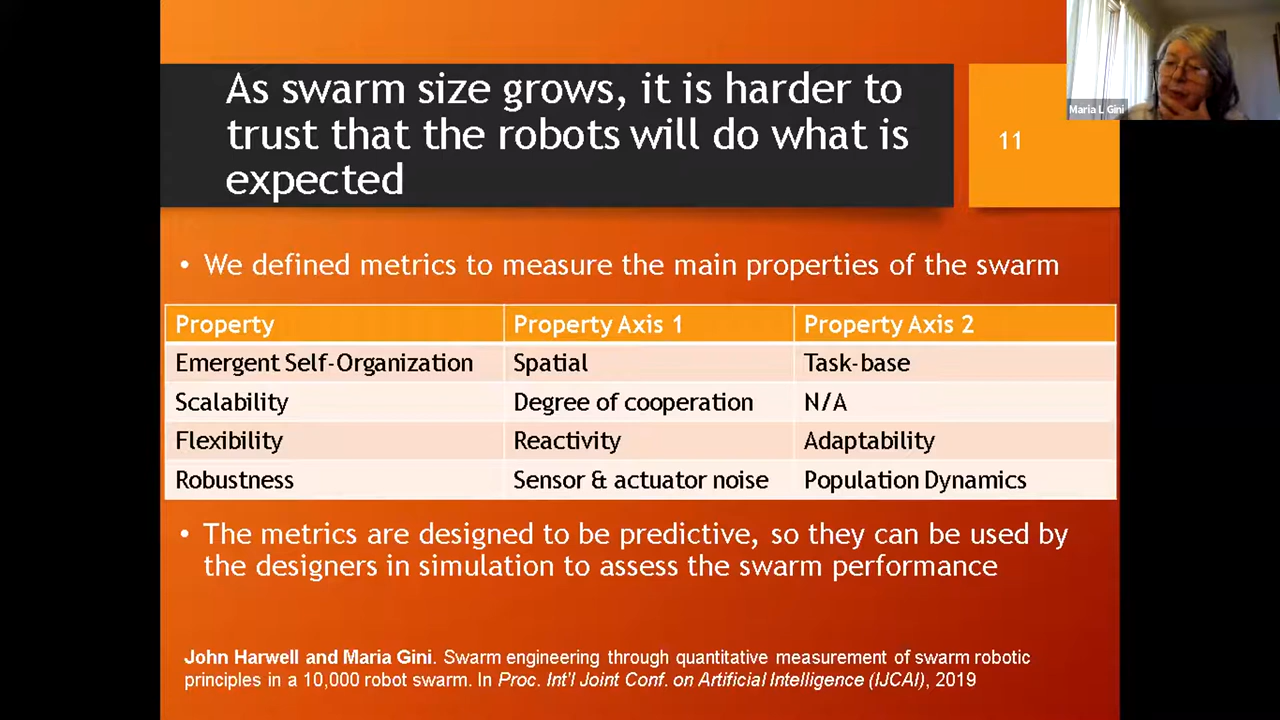 As swarm size grows, it is harder to
trust that the robots will do what is
expected
11
Maria L Gini
• We defined metrics to measure the main properties of the swarm
Property Property Axis 1 Property Axis 2
Emergent Self-Organization Spatial Task-base
Scalability Degree of cooperation N/A
Flexibility Reactivity Adaptability
Robustness Sensor & actuator noise Population Dynamics
• The metrics are designed to be predictive, so they can be used by
the designers in simulation to assess the swarm performance
John Harwell and Maria Gini. Swarm engineering through quantitative measurement of swarm robotic
principles in a 10,000 robot swarm. In Proc. Int'l Joint Conf. on Artificial Intelligence (IJCAI), 2019